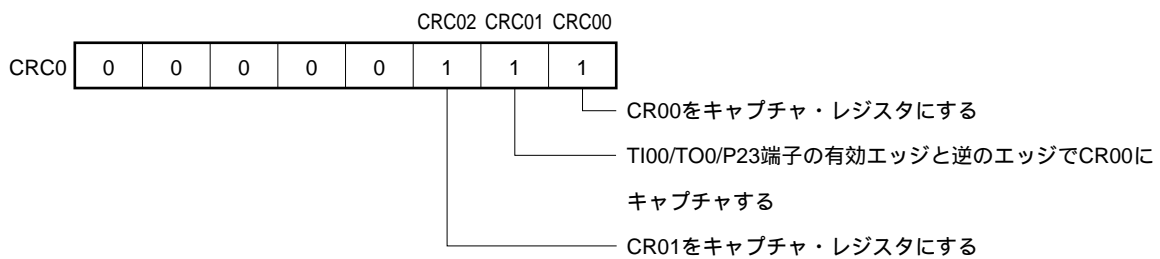 CRC02 CRC01 CRC00
CRC0 0 0 0 0 0 1 1 1
CR00をキャプチャ・レジスタにする
TI00/TO0/P23端子の有効エッジと逆のエッジでCR00に
キャプチャする
CR01をキャプチャ・レジスタにする